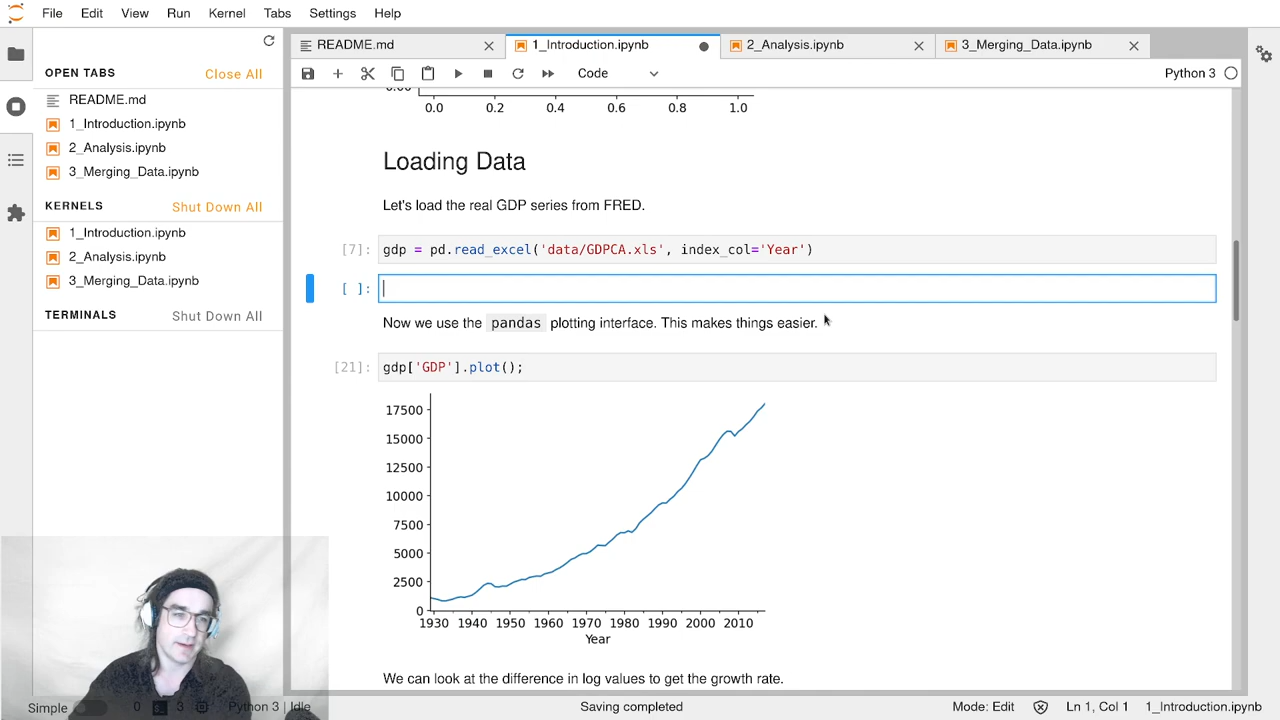 File Edit View Run Kernel Tabs Settings Help
README.md 1_Introduction.ipynb 2_Analysis.ipynb 3_Merging_Data.ipynb
Code Python 3
OPEN TABS Close All
README.md
1_Introduction.ipynb
2_Analysis.ipynb
3_Merging_Data.ipynb
KERNELS Shut Down All
1_Introduction.ipynb
2_Analysis.ipynb
3_Merging_Data.ipynb
TERMINALS Shut Down All
0.00
0.0 0.2 0.4 0.6 0.8 1.0
Loading Data
Let's load the real GDP series from FRED.
[7]: gdp = pd.read_excel('data/GDPCA.xls', index_col='Year')
[ ]:
Now we use the pandas plotting interface. This makes things easier.
[21]: gdp['GDP'].plot();
17500
15000
12500
10000
7500
5000
2500
0
1930 1940 1950 1960 1970 1980 1990 2000 2010
Year
We can look at the difference in log values to get the growth rate.
Simple 0 3 Python 3 | Idle Saving completed Mode: Edit Ln 1, Col 1 1_Introduction.ipynb